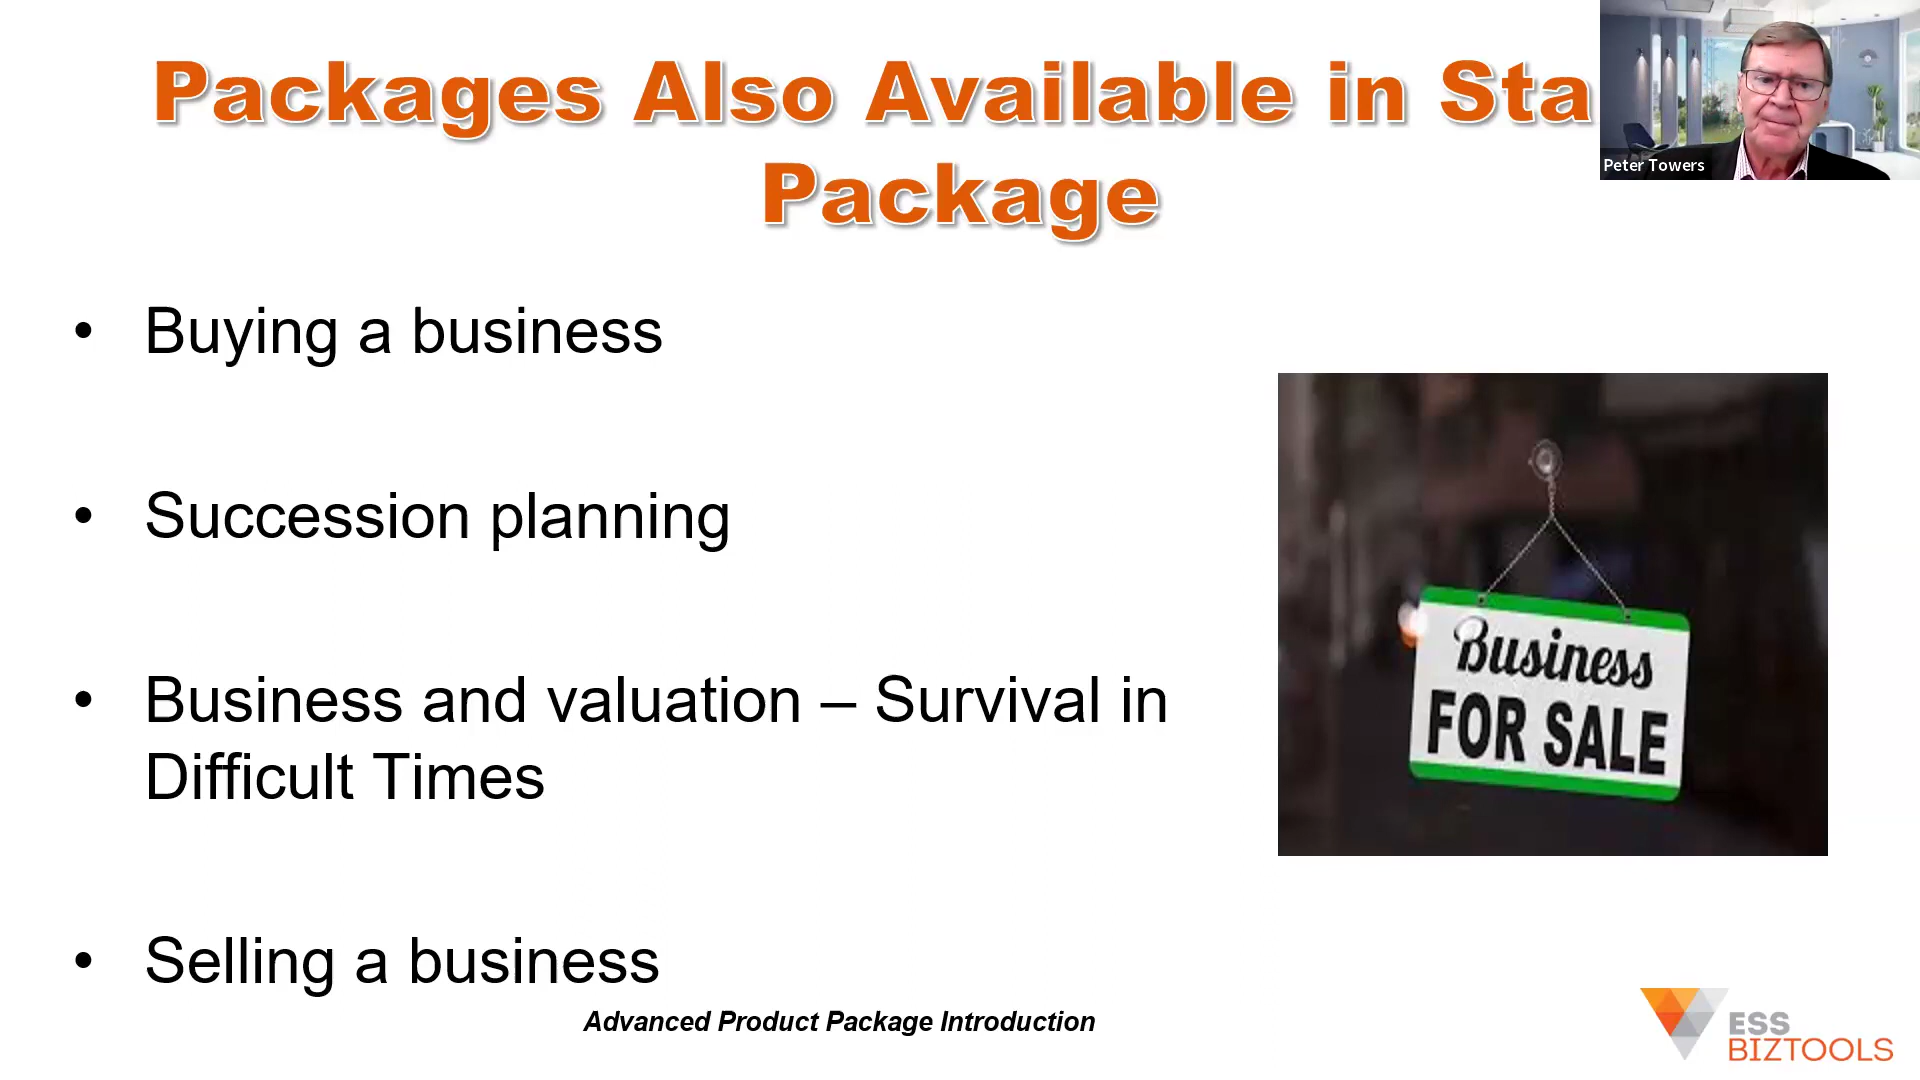 Packages Also Available in Sta
Package
Peter Towers
• Buying a business
• Succession planning
• Business and valuation – Survival in
Difficult Times
• Selling a business
Business
FOR SALE
Advanced Product Package Introduction
ESS
BIZTOOLS